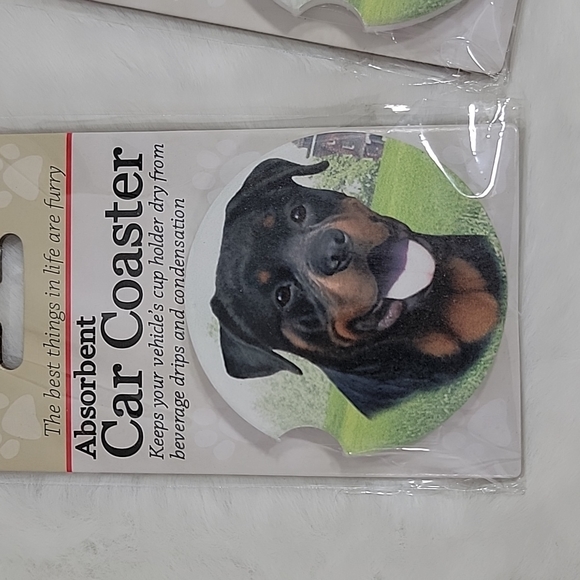 The best things in life are furry
Absorbent
Car Coaster
Keeps your vehicle's cup holder dry from
beverage drips and condensation